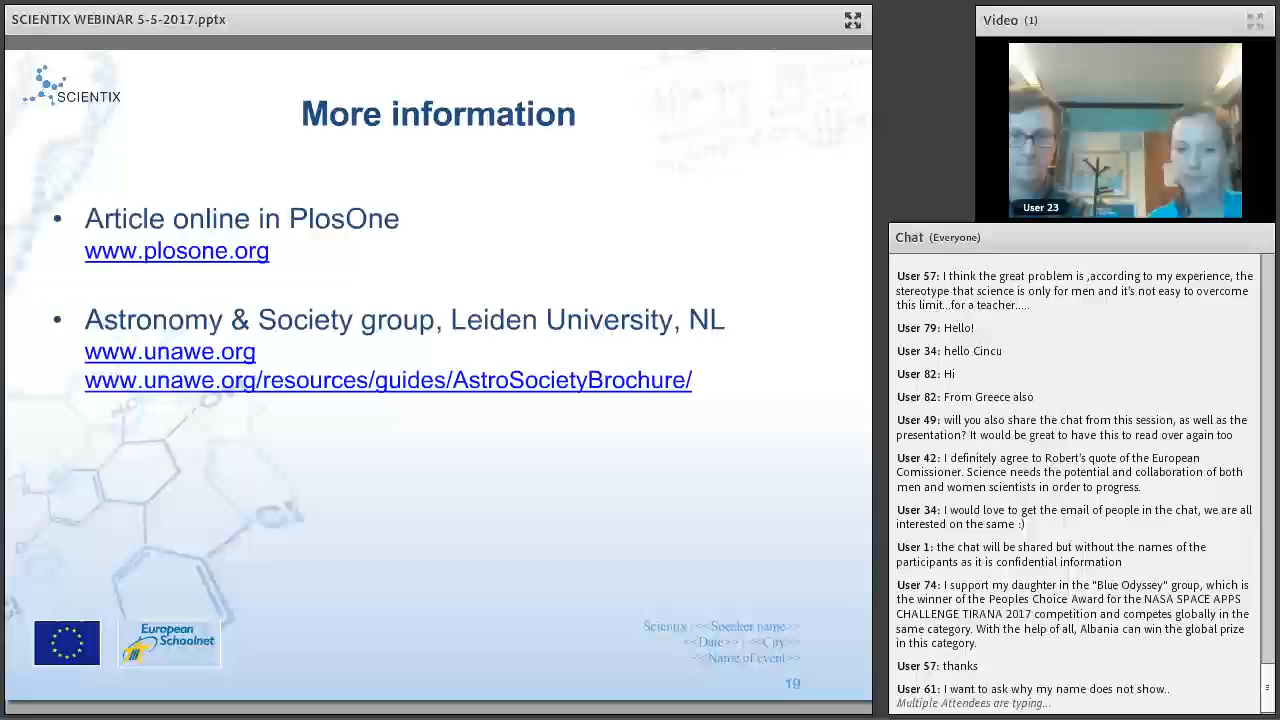 SCIENTIX WEBINAR 5-5-2017.pptx
SCIENTIX
More information
• Article online in PlosOne
www.plosone.org
• Astronomy & Society group, Leiden University, NL
www.unawe.org
www.unawe.org/resources/guides/AstroSocietyBrochure/
European
Schoolnet
Scientix | <<Speaker name>>
<<Date>> | <<City>>
<<Name of event>>
19
Video (1)
User 23
Chat (Everyone)
User 57: I think the great problem is ,according to my experience, the
stereotype that science is only for men and it's not easy to overcome
this limit..for a teacher.....
User 79: Hello!
User 34: hello Cincu
User 82: Hi
User 82: From Greece also
User 49: will you also share the chat from this session, as well as the
presentation? It would be great to have this to read over again too
User 42: I definitely agree to Robert's quote of the European
Comissioner. Science needs the potential and collaboration of both
men and women scientists in order to progress.
User 34: I would love to get the email of people in the chat, we are all
interested on the same :)
User 1: the chat will be shared but without the names of the
participants as it is confidential information
User 74: I support my daughter in the "Blue Odyssey" group, which is
the winner of the Peoples Choice Award for the NASA SPACE APPS
CHALLENGE TIRANA 2017 competition and competes globally in the
same category. With the help of all, Albania can win the global prize
in this category.
User 57: thanks
User 61: I want to ask why my name does not show..
Multiple Attendees are typing...